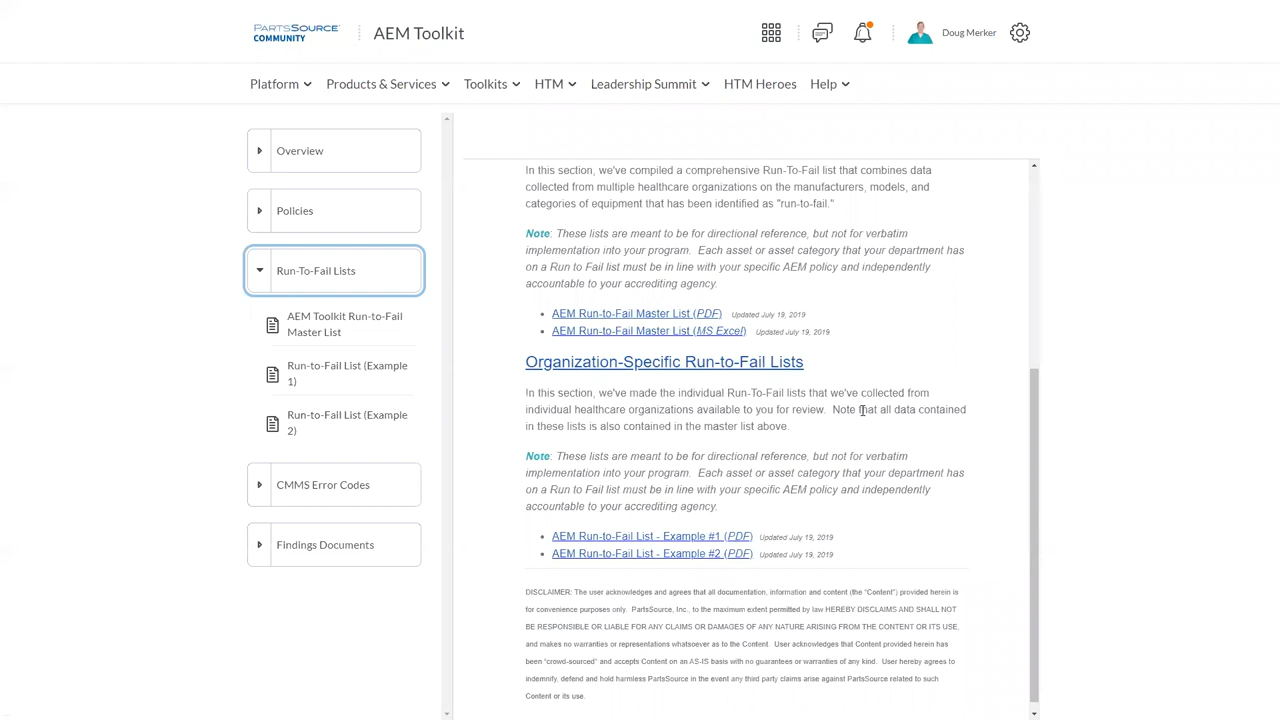 PARTSSOURCE
COMMUNITY
AEM Toolkit
Doug Merker
Platform
Products & Services
Toolkits
HTM
Leadership Summit
HTM Heroes
Help
Overview
Policies
Run-To-Fail Lists
AEM Toolkit Run-to-Fail
Master List
Run-to-Fail List (Example
1)
Run-to-Fail List (Example
2)
CMMS Error Codes
Findings Documents
In this section, we've compiled a comprehensive Run-To-Fail list that combines data
collected from multiple healthcare organizations on the manufacturers, models, and
categories of equipment that has been identified as "run-to-fail."
Note: These lists are meant to be for directional reference, but not for verbatim
implementation into your program. Each asset or asset category that your department has
on a Run to Fail list must be in line with your specific AEM policy and independently
accountable to your accrediting agency.
• AEM Run-to-Fail Master List (PDF) Updated July 19, 2019
• AEM Run-to-Fail Master List (MS Excel) Updated July 19, 2019
Organization-Specific Run-to-Fail Lists
In this section, we've made the individual Run-To-Fail lists that we've collected from
individual healthcare organizations available to you for review. Note that all data contained
in these lists is also contained in the master list above.
Note: These lists are meant to be for directional reference, but not for verbatim
implementation into your program. Each asset or asset category that your department has
on a Run to Fail list must be in line with your specific AEM policy and independently
accountable to your accrediting agency.
• AEM Run-to-Fail List - Example #1 (PDF) Updated July 19, 2019
• AEM Run-to-Fail List - Example #2 (PDF) Updated July 19, 2019
DISCLAIMER: The user acknowledges and agrees that all documentation, information and content (the "Content") provided herein is
for convenience purposes only. PartsSource, Inc., to the maximum extent permitted by law HEREBY DISCLAIMS AND SHALL NOT
BE RESPONSIBLE OR LIABLE FOR ANY CLAIMS OR DAMAGES OF ANY NATURE ARISING FROM THE CONTENT OR ITS USE,
and makes no warranties or representations whatsoever as to the Content. User acknowledges that Content provided herein has
been "crowd-sourced" and accepts Content on an AS-IS basis with no guarantees or warranties of any kind. User hereby agrees to
indemnify, defend and hold harmless PartsSource in the event any third party claims arise against PartsSource related to such
Content or its use.